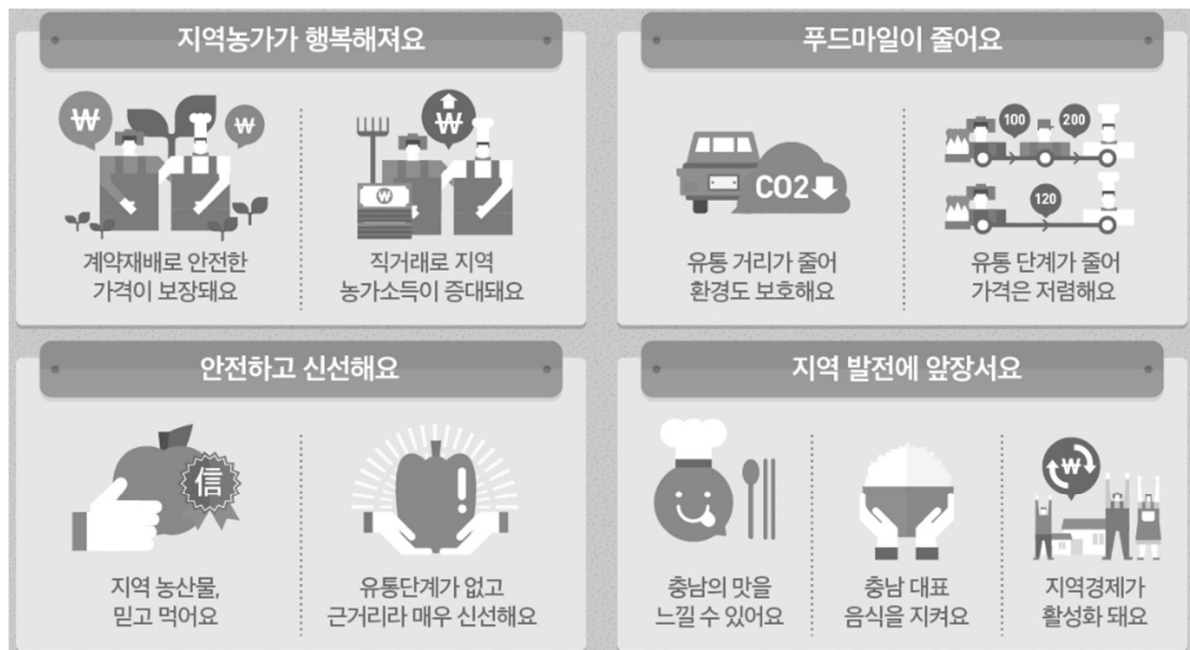 지역농가가 행복해져요
₩
₩
₩
₩
계약재배로 안전한
가격이 보장돼요
직거래로 지역
농가소득이 증대돼요
푸드마일이 줄어요
CO2
유통 거리가 줄어
환경도 보호해요
100
200
120
유통 단계가 줄어
가격은 저렴해요
안전하고 신선해요
信
지역 농산물,
믿고 먹어요
!
유통단계가 없고
근거리라 매우 신선해요
지역 발전에 앞장서요
충남의 맛을
느낄 수 있어요
충남 대표
음식을 지켜요
₩
지역경제가
활성화 돼요